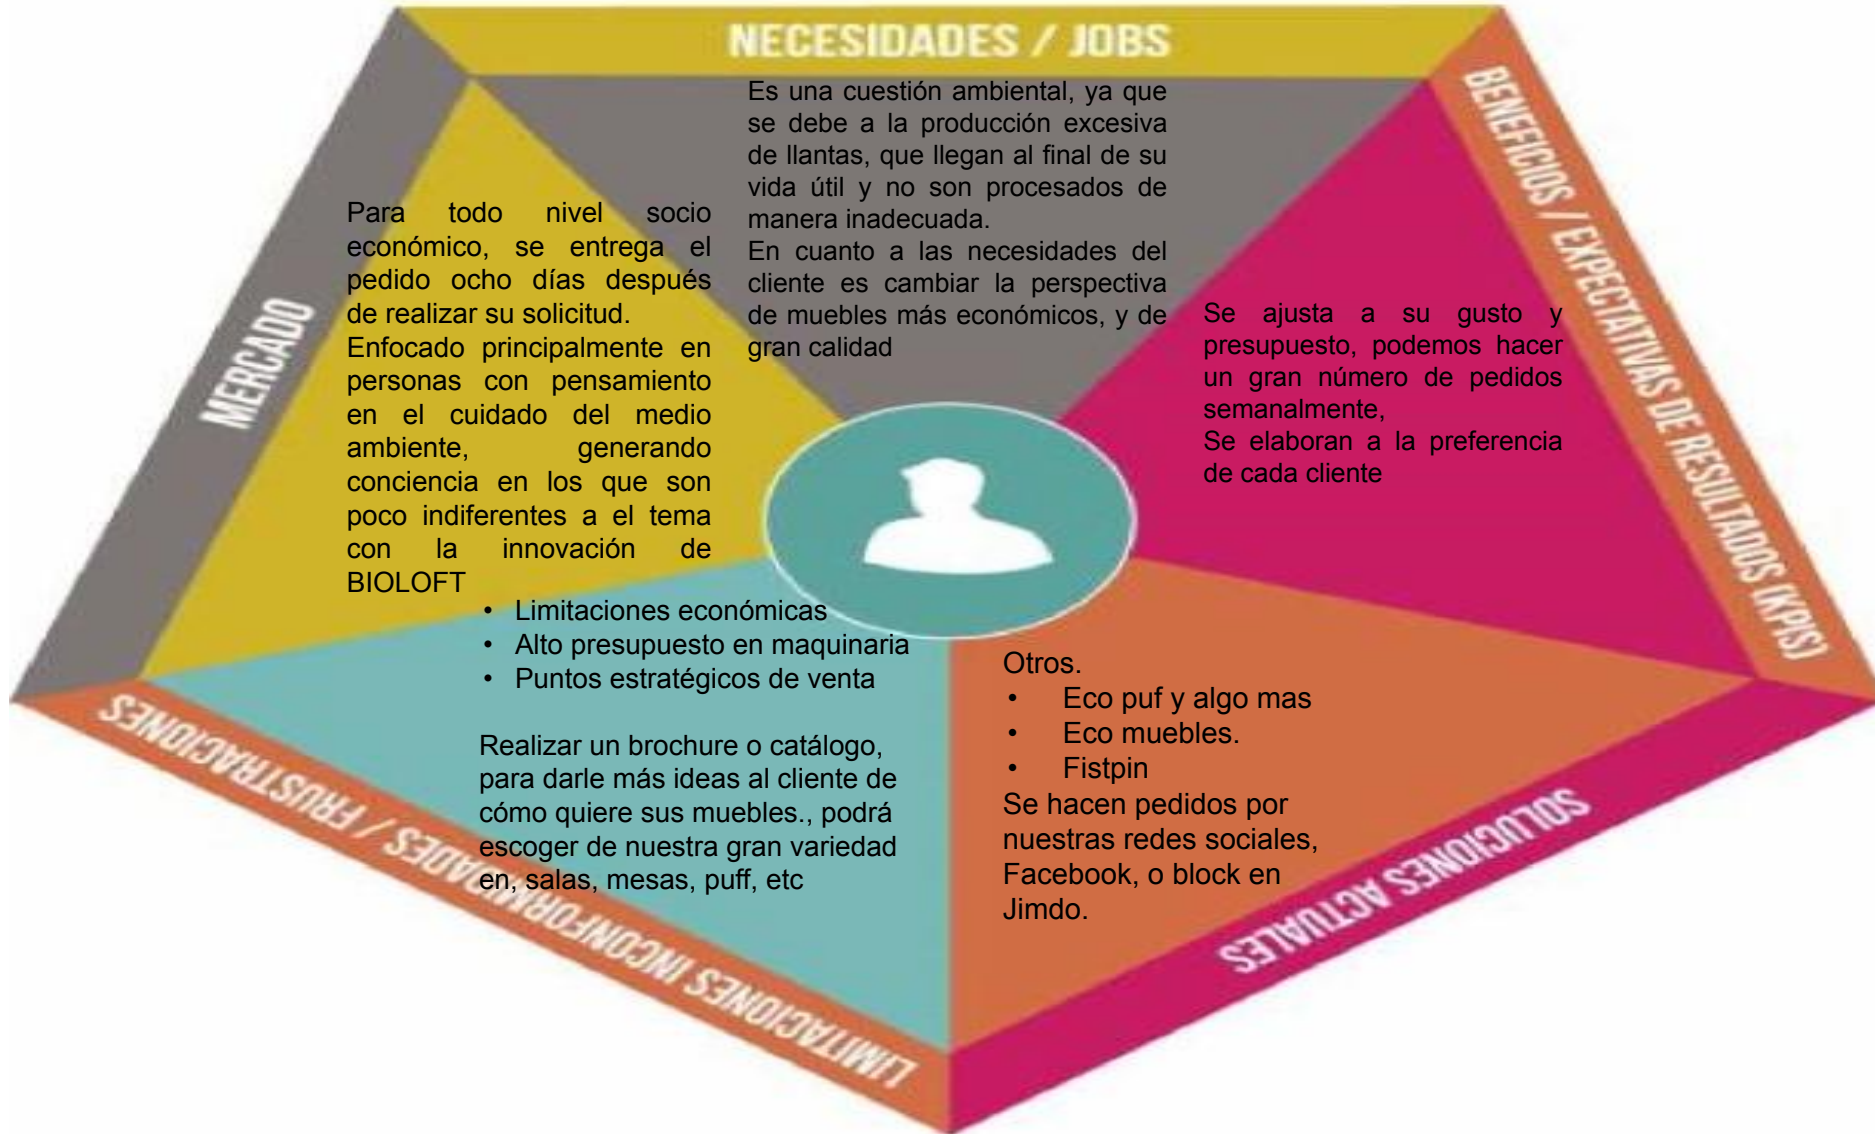 NECESIDADES / JOBS
Es una cuestión ambiental, ya que
se debe a la producción excesiva
de llantas, que llegan al final de su
vida útil y no son procesados de
manera inadecuada.
En cuanto a las necesidades del
cliente es cambiar la perspectiva
de muebles más económicos, y de
gran calidad
MERCADO
Para todo nivel socio
económico, se entrega el
pedido ocho días después
de realizar su solicitud.
Enfocado principalmente en
personas con pensamiento
en el cuidado del medio
ambiente, generando
conciencia en los que son
poco indiferentes a el tema
con la innovación de
BIOLOFT
BENEFICIOS / EXPECTATIVAS DE RESULTADOS (KPIS)
Se ajusta a su gusto y
presupuesto, podemos hacer
un gran número de pedidos
semanalmente,
Se elaboran a la preferencia
de cada cliente
LIMITACIONES INCONFORMIDADES / FRUSTRACIONES
• Limitaciones económicas
• Alto presupuesto en maquinaria
• Puntos estratégicos de venta
Realizar un brochure o catálogo,
para darle más ideas al cliente de
cómo quiere sus muebles., podrá
escoger de nuestra gran variedad
en, salas, mesas, puff, etc
SOLUCIONES ACTUALES
Otros.
• Eco puf y algo mas
• Eco muebles.
• Fistpin
Se hacen pedidos por
nuestras redes sociales,
Facebook, o block en
Jimdo.